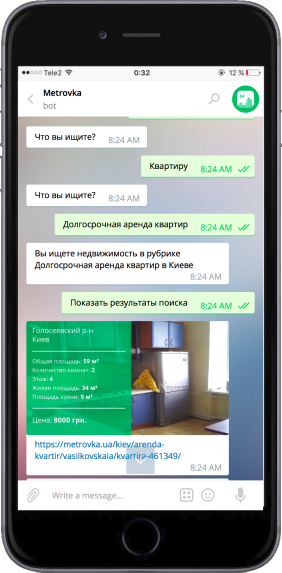 Tele2
0:32
12 %
Metrovka
bot
M
Что вы ищите?
8:24 AM
Квартиру
8:24 AM
Что вы ищите?
8:24 AM
Долгосрочная аренда квартир
8:24 AM
Вы ищете недвижимость в рубрике
Долгосрочная аренда квартир в Киеве
8:24 AM
Показать результаты поиска
8:24 AM
Голосеевский р-н
Киев
Общая площадь: 59 м²
Количество комнат: 2
Этаж: 4
Жилая площадь: 34 м²
Площадь кухни: 9 м²
Цена: 8000 грн.
https://metrovka.ua/kiev/arenda-
kvartir/vasilkovskaia/kvartira-461349/
8:24 AM
Write a message...